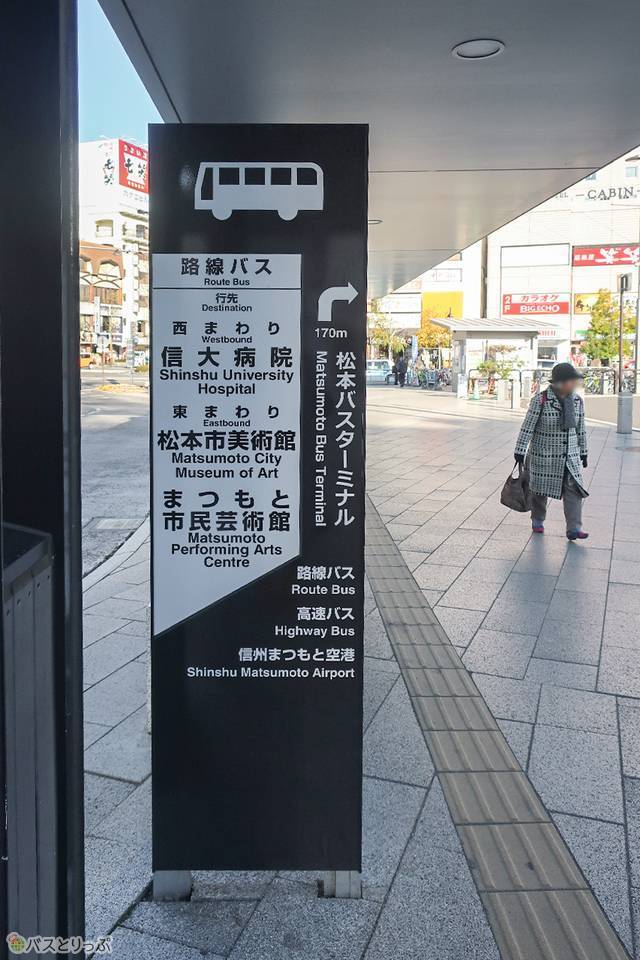 路線バス
Route Bus
行先
Destination
西まわり
Westbound
信大病院
Shinshu University
Hospital
東まわり
Eastbound
松本市美術館
Matsumoto City
Museum of Art
まつもと
市民芸術館
Matsumoto
Performing Arts
Centre
170m
松本バスターミナル
Matsumoto Bus Terminal
路線バス
Route Bus
高速バス
Highway Bus
信州まつもと空港
Shinshu Matsumoto Airport
CABIN
カラオケ
BIGECHO
バスとりっぷ